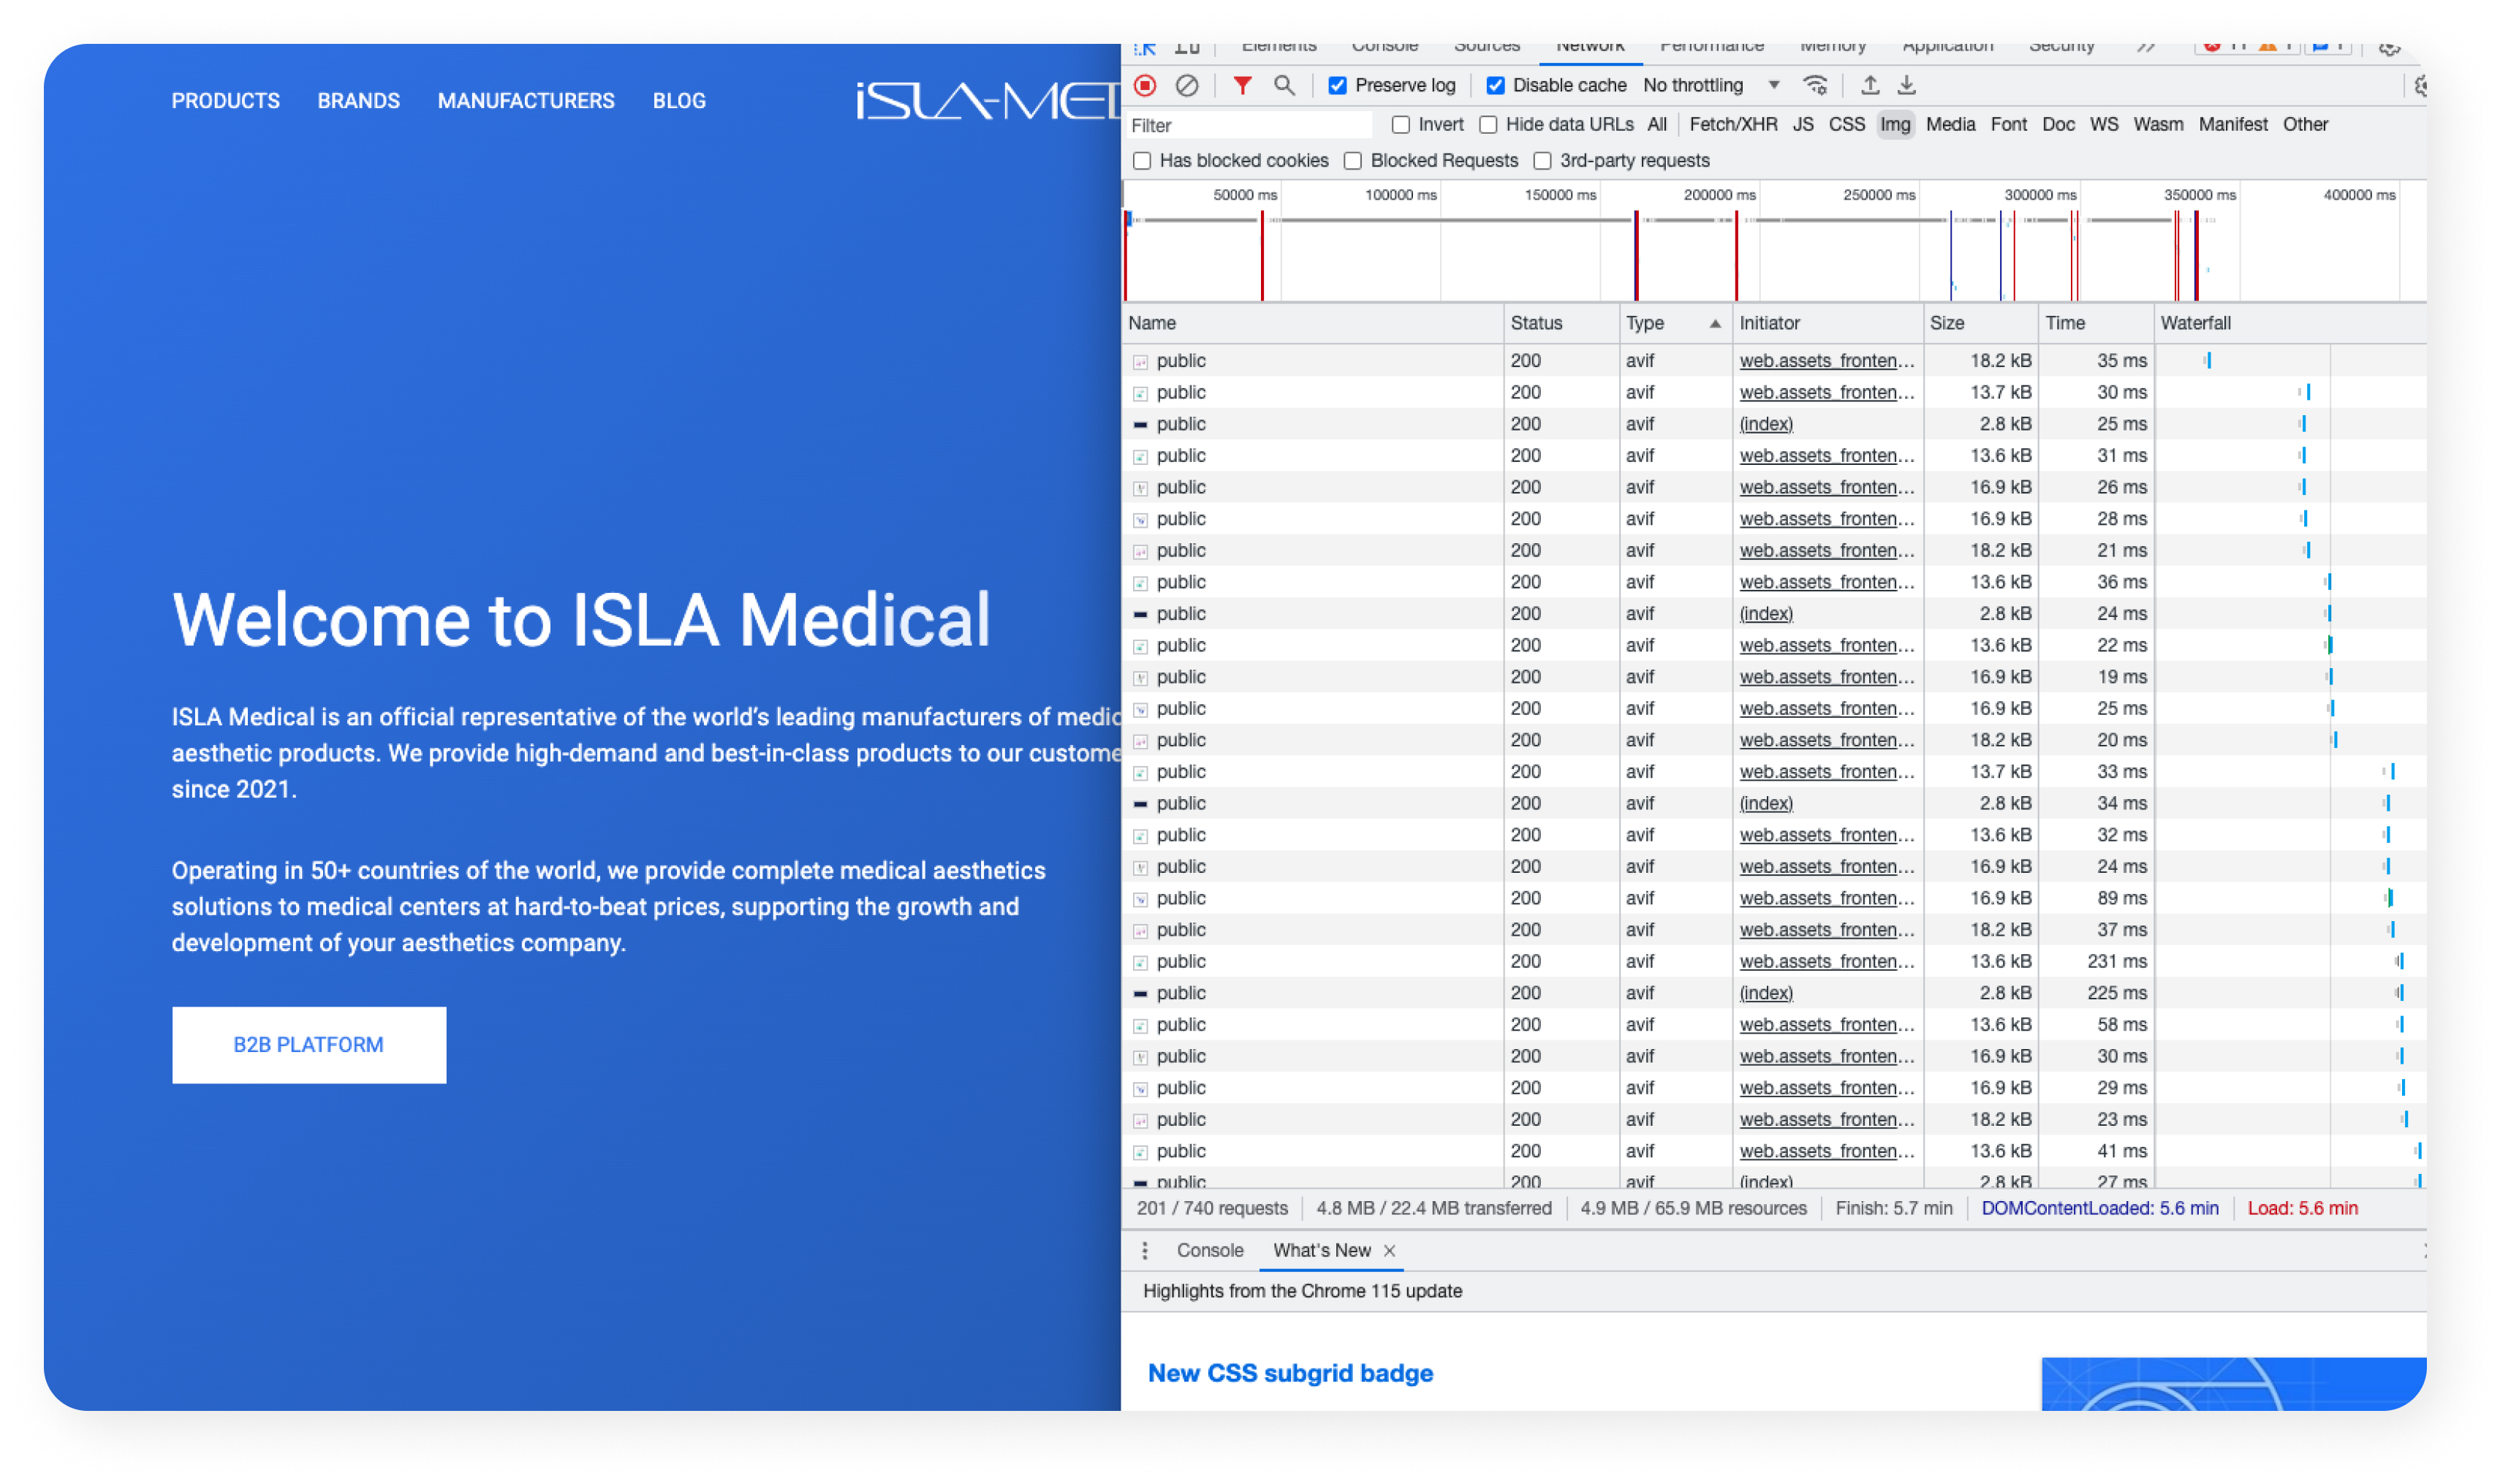 PRODUCTS BRANDS MANUFACTURERS BLOG
iSLA-MED
Welcome to ISLA Medical
ISLA Medical is an official representative of the world's leading manufacturers of medic
aesthetic products. We provide high-demand and best-in-class products to our custome
since 2021.
Operating in 50+ countries of the world, we provide complete medical aesthetics
solutions to medical centers at hard-to-beat prices, supporting the growth and
development of your aesthetics company.
B2B PLATFORM
Elements Console Sources Network Performance Memory Application Security
Preserve log Disable cache No throttling
Filter Invert Hide data URLs All Fetch/XHR JS CSS Img Media Font Doc WS Wasm Manifest Other
Has blocked cookies Blocked Requests 3rd-party requests
50000 ms 100000 ms 150000 ms 200000 ms 250000 ms 300000 ms 350000 ms 400000 ms
Name Status Type Initiator Size Time Waterfall
public 200 avif web.assets_fronten… 18.2 kB 35 ms
public 200 avif web.assets_fronten… 13.7 kB 30 ms
public 200 avif (index) 2.8 kB 25 ms
public 200 avif web.assets_fronten… 13.6 kB 31 ms
public 200 avif web.assets_fronten… 16.9 kB 26 ms
public 200 avif web.assets_fronten… 16.9 kB 28 ms
public 200 avif web.assets_fronten… 18.2 kB 21 ms
public 200 avif web.assets_fronten… 13.6 kB 36 ms
public 200 avif (index) 2.8 kB 24 ms
public 200 avif web.assets_fronten… 13.6 kB 22 ms
public 200 avif web.assets_fronten… 16.9 kB 19 ms
public 200 avif web.assets_fronten… 16.9 kB 25 ms
public 200 avif web.assets_fronten… 18.2 kB 20 ms
public 200 avif web.assets_fronten… 13.7 kB 33 ms
public 200 avif (index) 2.8 kB 34 ms
public 200 avif web.assets_fronten… 13.6 kB 32 ms
public 200 avif web.assets_fronten… 16.9 kB 24 ms
public 200 avif web.assets_fronten… 16.9 kB 89 ms
public 200 avif web.assets_fronten… 18.2 kB 37 ms
public 200 avif web.assets_fronten… 13.6 kB 231 ms
public 200 avif (index) 2.8 kB 225 ms
public 200 avif web.assets_fronten… 13.6 kB 58 ms
public 200 avif web.assets_fronten… 16.9 kB 30 ms
public 200 avif web.assets_fronten… 16.9 kB 29 ms
public 200 avif web.assets_fronten… 18.2 kB 23 ms
public 200 avif web.assets_fronten… 13.6 kB 41 ms
public 200 avif (index) 2.8 kB 27 ms
201 / 740 requests 4.8 MB / 22.4 MB transferred 4.9 MB / 65.9 MB resources Finish: 5.7 min DOMContentLoaded: 5.6 min Load: 5.6 min
Console What's New
Highlights from the Chrome 115 update
New CSS subgrid badge